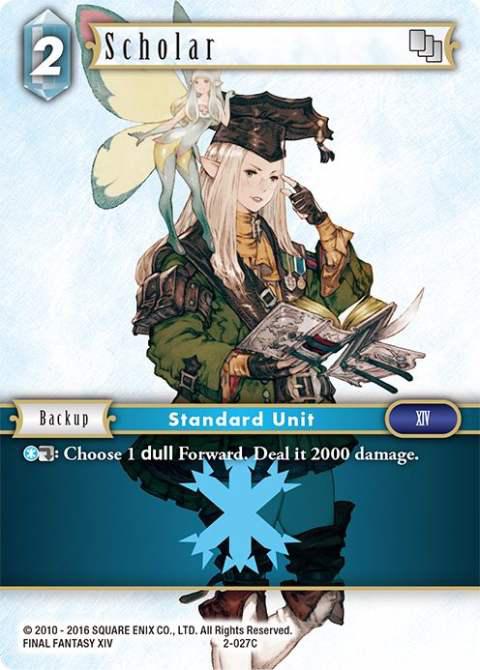 2
Scholar
Backup
Standard Unit
XIV
: Choose 1 dull Forward. Deal it 2000 damage.
© 2010 - 2016 SQUARE ENIX CO., LTD. All Rights Reserved.
FINAL FANTASY XIV
2-027C